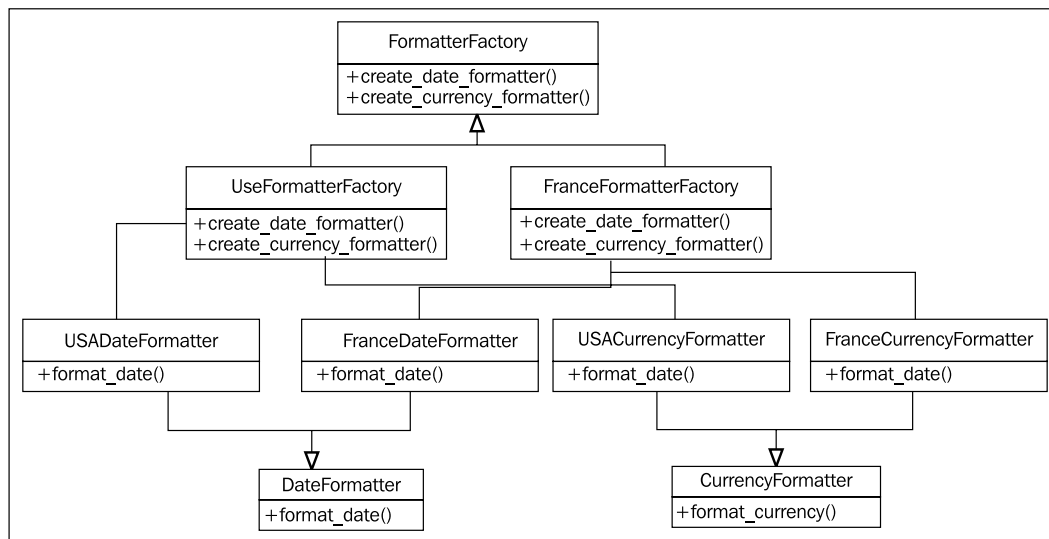 FormatterFactory
+create_date_formatter()
+create_currency_formatter()
UseFormatterFactory
+create_date_formatter()
+create_currency_formatter()
FranceFormatterFactory
+create_date_formatter()
+create_currency_formatter()
USADateFormatter
+format_date()
FranceDateFormatter
+format_date()
USACurrencyFormatter
+format_date()
FranceCurrencyFormatter
+format_date()
DateFormatter
+format_date()
CurrencyFormatter
+format_currency()